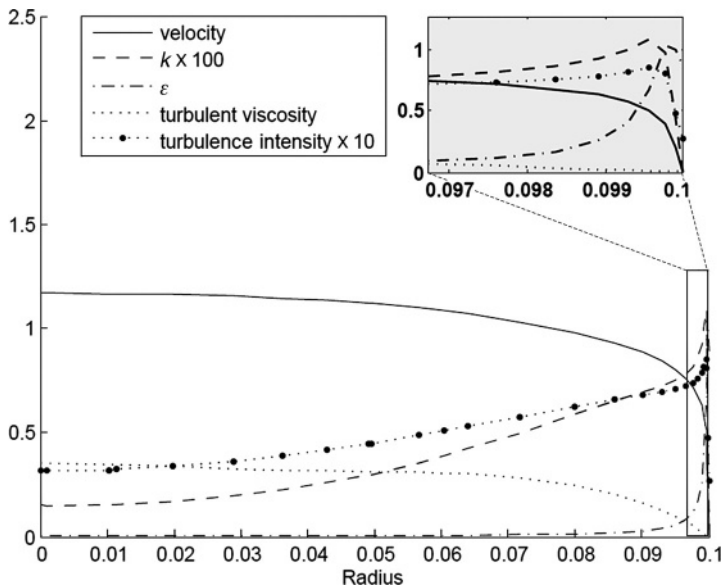 2.5
2
1.5
1
0.5
0
velocity
k X 100
ε
turbulent viscosity
turbulence intensity X 10
1
0.5
0
0.097 0.098 0.099 0.1
0 0.01 0.02 0.03 0.04 0.05 0.06 0.07 0.08 0.09 0.1
Radius